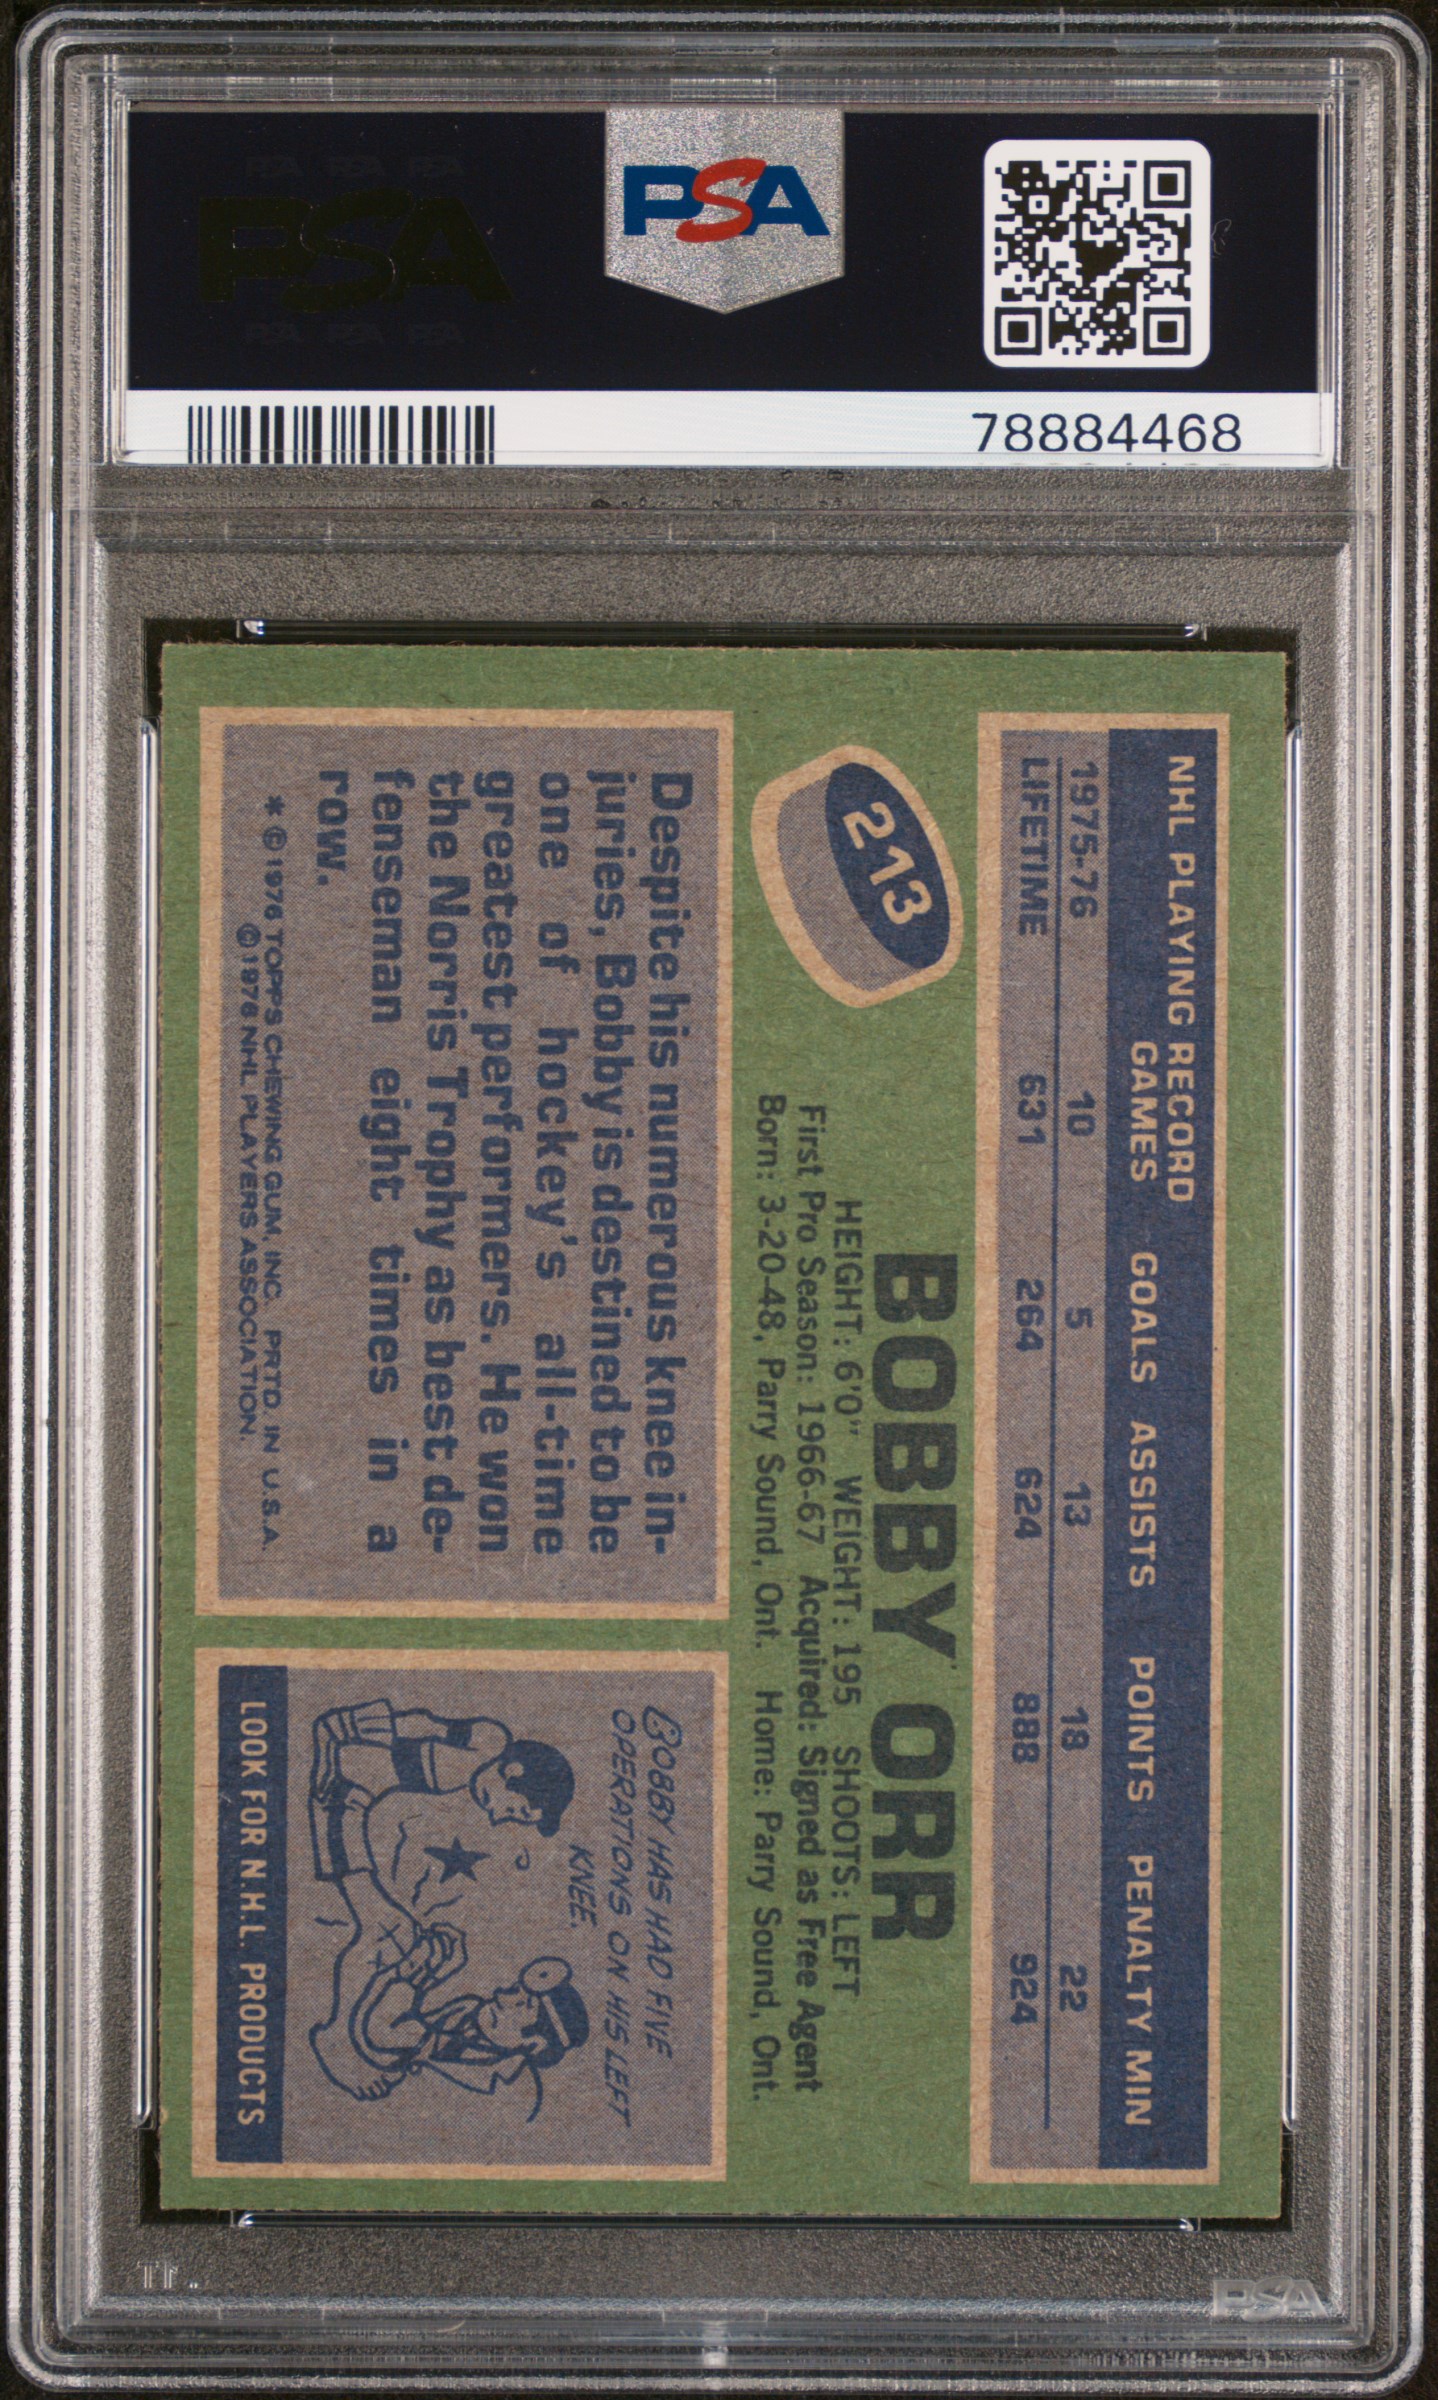 PSA
PSA
78884468
NHL PLAYING RECORD
GAMES GOALS ASSISTS POINTS PENALTY MIN
1975-76 10 5 13 18 22
LIFETIME 631 264 624 888 924
213
BOBBY ORR
HEIGHT: 6'0" WEIGHT: 195 SHOOTS: LEFT
First Pro Season: 1966-67 Acquired: Signed as Free Agent
Born: 3-20-48, Parry Sound, Ont. Home: Parry Sound, Ont.
Despite his numerous knee in-
juries, Bobby is destined to be
one of hockey's all-time
greatest performers. He won
the Norris Trophy as best de-
fenseman eight times in a
row.
* ©1976 TOPPS CHEWING GUM, INC. PRTD. IN U.S.A.
©1976 NHL PLAYERS ASSOCIATION.
BOBBY HAS HAD FIVE
OPERATIONS ON HIS LEFT
KNEE.
LOOK FOR N.H.L. PRODUCTS
PSA